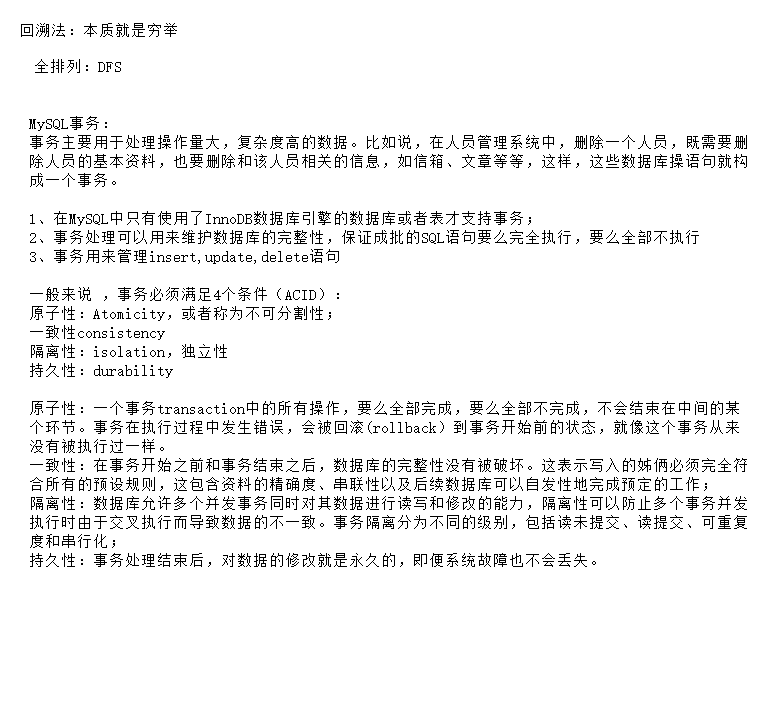 回溯法：本质就是穷举
全排列：DFS
MySQL事务：
事务主要用于处理操作量大，复杂度高的数据。比如说，在人员管理系统中，删除一个人员，既需要删
除人员的基本资料，也要删除和该人员相关的信息，如信箱、文章等等，这样，这些数据库操语句就构
成一个事务。
1、在MySQL中只有使用了InnoDB数据库引擎的数据库或者表才支持事务；
2、事务处理可以用来维护数据库的完整性，保证成批的SQL语句要么完全执行，要么全部不执行
3、事务用来管理insert,update,delete语句
一般来说 ，事务必须满足4个条件（ACID）：
原子性：Atomicity，或者称为不可分割性；
一致性consistency
隔离性：isolation，独立性
持久性：durability
原子性：一个事务transaction中的所有操作，要么全部完成，要么全部不完成，不会结束在中间的某
个环节。事务在执行过程中发生错误，会被回滚(rollback）到事务开始前的状态，就像这个事务从来
没有被执行过一样。
一致性：在事务开始之前和事务结束之后，数据库的完整性没有被破坏。这表示写入的姊俩必须完全符
合所有的预设规则，这包含资料的精确度、串联性以及后续数据库可以自发性地完成预定的工作；
隔离性：数据库允许多个并发事务同时对其数据进行读写和修改的能力，隔离性可以防止多个事务并发
执行时由于交叉执行而导致数据的不一致。事务隔离分为不同的级别，包括读未提交、读提交、可重复
度和串行化；
持久性：事务处理结束后，对数据的修改就是永久的，即便系统故障也不会丢失。